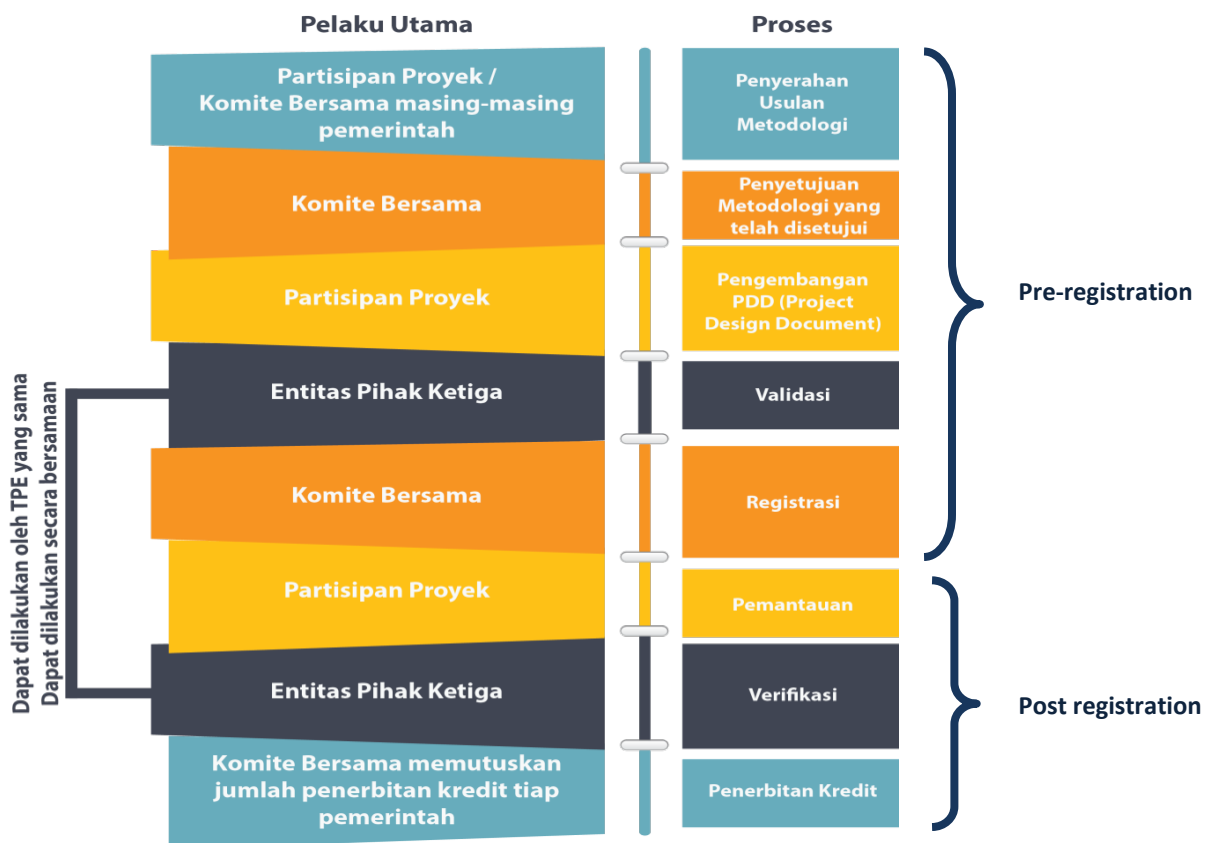 Pelaku Utama
Proses
Partisipan Proyek /
Komite Bersama masing-masing
pemerintah
Penyerahan
Usulan
Metodologi
Komite Bersama
Penyetujuan
Metodologi yang
telah disetujui
Partisipan Proyek
Pengembangan
PDD (Project
Design Document)
Pre-registration
Entitas Pihak Ketiga
Validasi
Komite Bersama
Registrasi
Dapat dilakukan oleh TPE yang sama
Dapat dilakukan secara bersamaan
Partisipan Proyek
Pemantauan
Entitas Pihak Ketiga
Verifikasi
Post registration
Komite Bersama memutuskan
jumlah penerbitan kredit tiap
pemerintah
Penerbitan Kredit